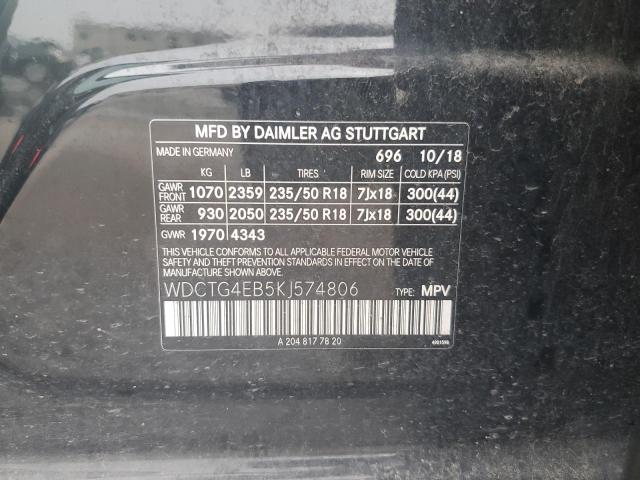 MFD BY DAIMLER AG STUTTGART
MADE IN GERMANY 696 10/18
KG LB TIRES RIM SIZE COLD KPA (PSI)
GAWR FRONT 1070 2359 235/50 R18 7Jx18 300(44)
GAWR REAR 930 2050 235/50 R18 7Jx18 300(44)
GVWR 1970 4343
THIS VEHICLE CONFORMS TO ALL APPLICABLE FEDERAL MOTOR VEHICLE
SAFETY AND THEFT PREVENTION STANDARDS IN EFFECT ON THE DATE
OF MANUFACTURE SHOWN ABOVE.
WDCTG4EB5KJ574806 TYPE: MPV
A 204 817 78 20